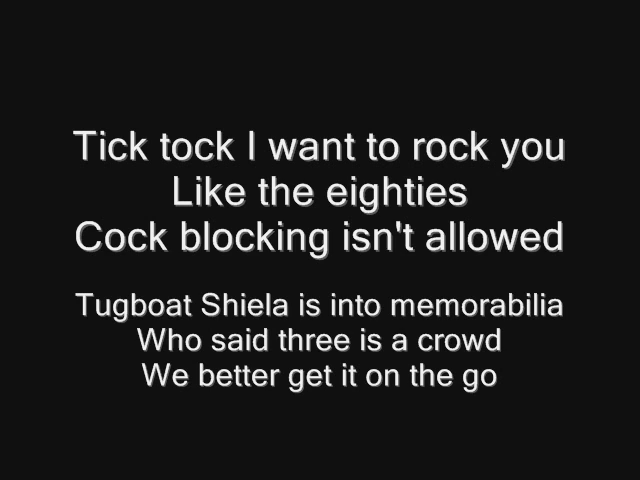 Tick tock I want to rock you
Like the eighties
Cock blocking isn't allowed
Tugboat Shiela is into memorabilia
Who said three is a crowd
We better get it on the go